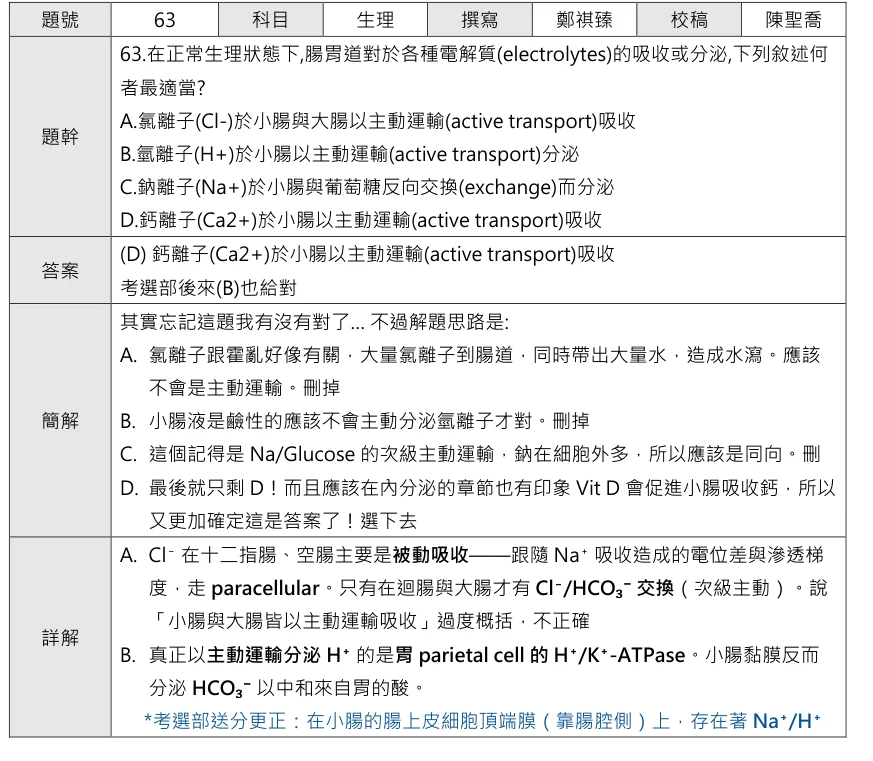 題號 63 科目 生理 撰寫 鄭祺臻 校稿 陳聖喬
題幹
63.在正常生理狀態下,腸胃道對於各種電解質(electrolytes)的吸收或分泌,下列敘述何
者最適當?
A.氯離子(Cl-)於小腸與大腸以主動運輸(active transport)吸收
B.氫離子(H+)於小腸以主動運輸(active transport)分泌
C.鈉離子(Na+)於小腸與葡萄糖反向交換(exchange)而分泌
D.鈣離子(Ca2+)於小腸以主動運輸(active transport)吸收
答案
(D) 鈣離子(Ca2+)於小腸以主動運輸(active transport)吸收
考選部後來(B)也給對
簡解
其實忘記這題我有沒有對了... 不過解題思路是:
A. 氯離子跟霍亂好像有關，大量氯離子到腸道，同時帶出大量水，造成水瀉。應該
不會是主動運輸。刪掉
B. 小腸液是鹼性的應該不會主動分泌氫離子才對。刪掉
C. 這個記得是 Na/Glucose 的次級主動運輸，鈉在細胞外多，所以應該是同向。刪
D. 最後就只剩 D！而且應該在內分泌的章節也有印象 Vit D 會促進小腸吸收鈣，所以
又更加確定這是答案了！選下去
詳解
A. Cl⁻ 在十二指腸、空腸主要是被動吸收——跟隨 Na⁺ 吸收造成的電位差與滲透梯
度，走 paracellular。只有在迴腸與大腸才有 Cl⁻/HCO₃⁻ 交換（次級主動）。說
「小腸與大腸皆以主動運輸吸收」過度概括，不正確
B. 真正以主動運輸分泌 H⁺ 的是胃 parietal cell 的 H⁺/K⁺-ATPase。小腸黏膜反而
分泌 HCO₃⁻ 以中和來自胃的酸。
*考選部送分更正：在小腸的腸上皮細胞頂端膜（靠腸腔側）上，存在著 Na⁺/H⁺